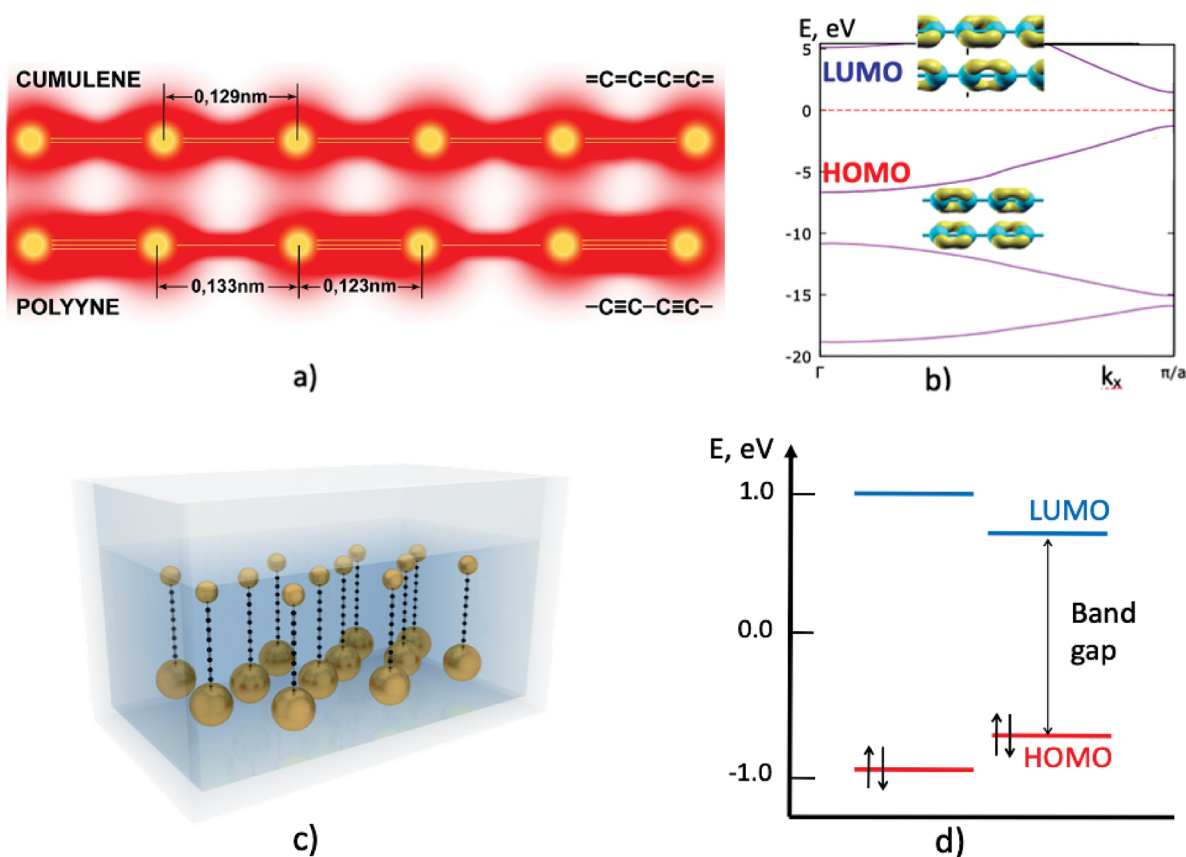 CUMULENE
=C=C=C=C=
0,129nm
0,133nm
0,123nm
POLYYNE
–C≡C–C≡C–
a)
E, eV
5
LUMO
0
HOMO
-5
-10
-15
-20
Γ
b)
kx
π/a
c)
E, eV
1.0
LUMO
Band
gap
0.0
HOMO
-1.0
d)